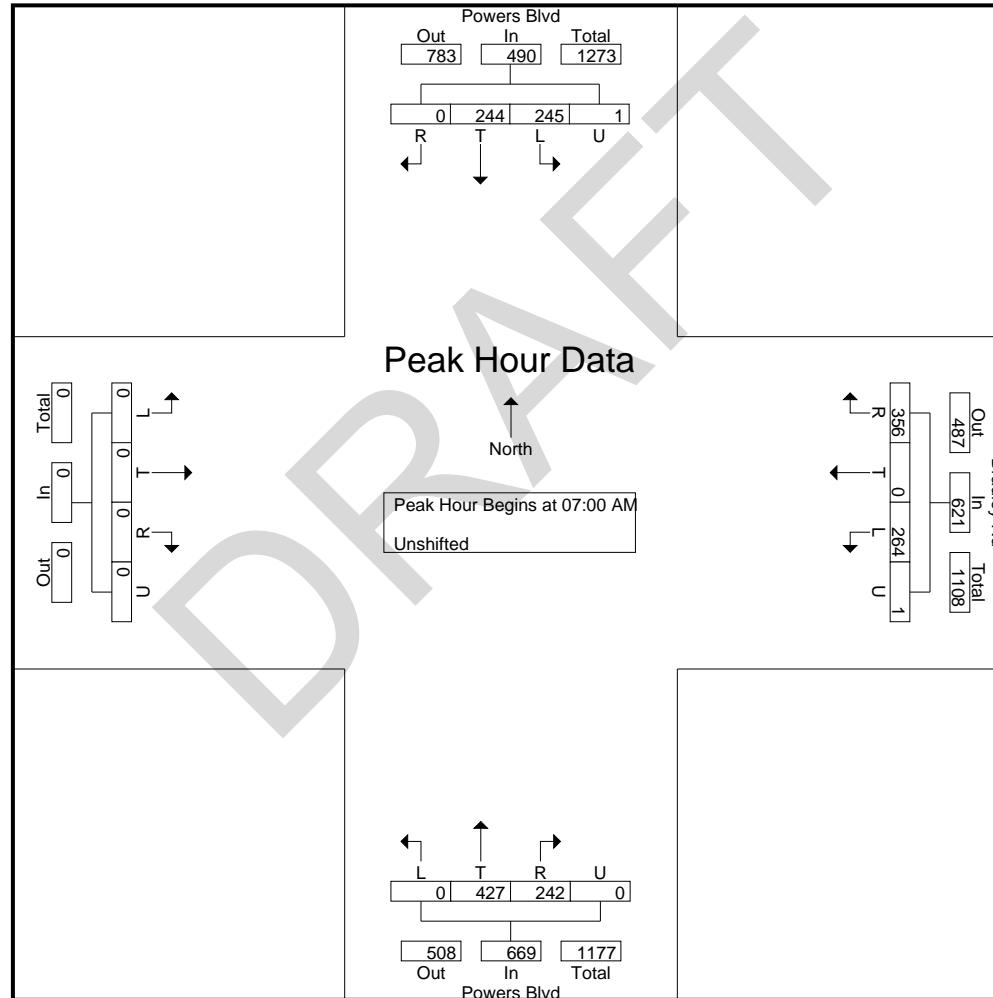 Powers Blvd
Out In Total
783 490 1273
0 244 245 1
R T L U
DRAFT
Peak Hour Data
North
Peak Hour Begins at 07:00 AM
Unshifted
Total In Out
0 0 0
0 0 0 0
L T R U
R T L U
356 0 264 1
Out In Total
487 621 1108
L T R U
0 427 242 0
508 669 1177
Out In Total
Powers Blvd